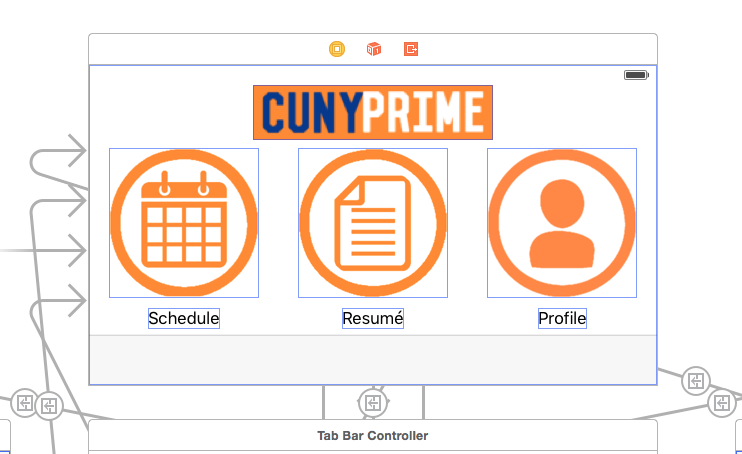 CUNYPRIME
Schedule
Resumé
Profile
Tab Bar Controller